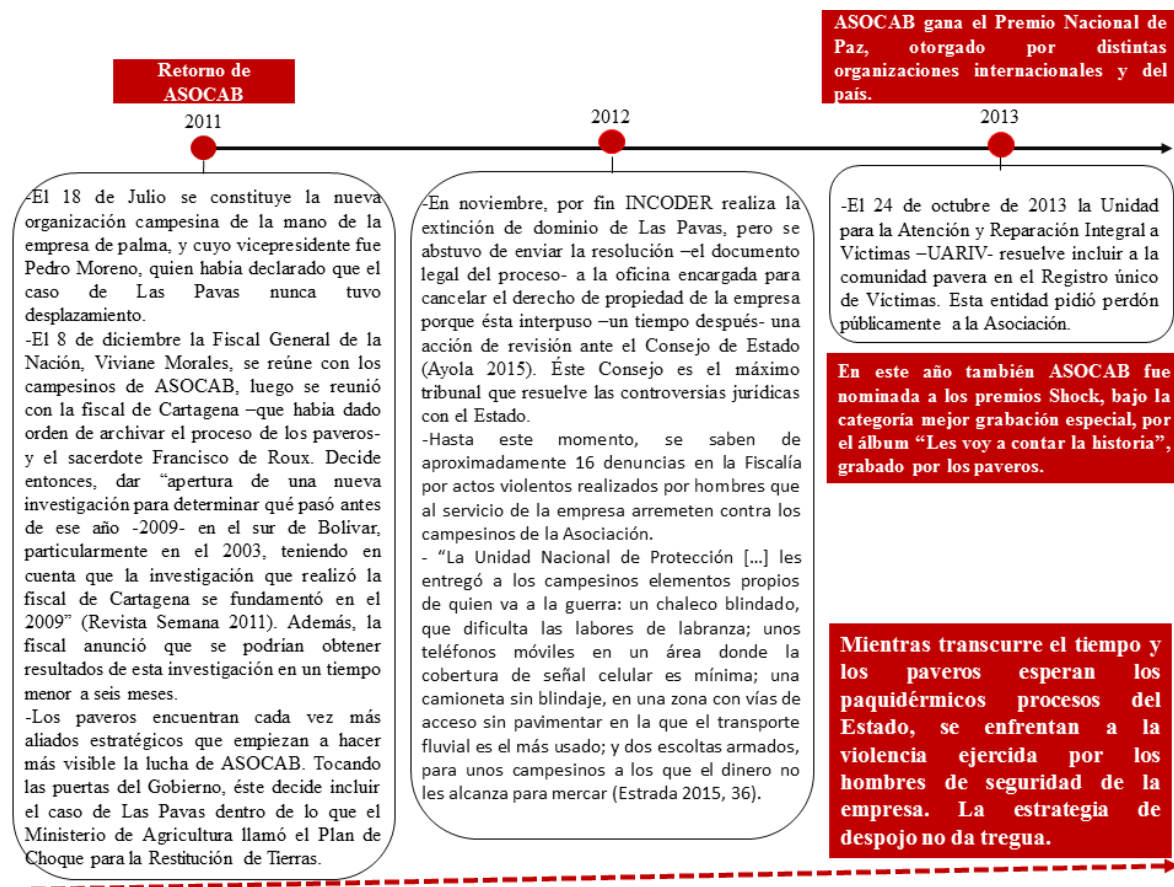 Retorno de
ASOCAB
2011
-El 18 de Julio se constituye la nueva
organización campesina de la mano de la
empresa de palma, y cuyo vicepresidente fue
Pedro Moreno, quien había declarado que el
caso de Las Pavas nunca tuvo
desplazamiento.
-El 8 de diciembre la Fiscal General de la
Nación, Viviane Morales, se reúne con los
campesinos de ASOCAB, luego se reunió
con la fiscal de Cartagena –que había dado
orden de archivar el proceso de los paveros-
y el sacerdote Francisco de Roux. Decide
entonces, dar “apertura de una nueva
investigación para determinar qué pasó antes
de ese año -2009- en el sur de Bolívar,
particularmente en el 2003, teniendo en
cuenta que la investigación que realizó la
fiscal de Cartagena se fundamentó en el
2009” (Revista Semana 2011). Además, la
fiscal anunció que se podrían obtener
resultados de esta investigación en un tiempo
menor a seis meses.
-Los paveros encuentran cada vez más
aliados estratégicos que empiezan a hacer
más visible la lucha de ASOCAB. Tocando
las puertas del Gobierno, éste decide incluir
el caso de Las Pavas dentro de lo que el
Ministerio de Agricultura llamó el Plan de
Choque para la Restitución de Tierras.
2012
-En noviembre, por fin INCODER realiza la
extinción de dominio de Las Pavas, pero se
abstuvo de enviar la resolución –el documento
legal del proceso- a la oficina encargada para
cancelar el derecho de propiedad de la empresa
porque ésta interpuso –un tiempo después- una
acción de revisión ante el Consejo de Estado
(Ayola 2015). Éste Consejo es el máximo
tribunal que resuelve las controversias jurídicas
con el Estado.
-Hasta este momento, se saben de
aproximadamente 16 denuncias en la Fiscalía
por actos violentos realizados por hombres que
al servicio de la empresa arremeten contra los
campesinos de la Asociación.
- “La Unidad Nacional de Protección [...] les
entregó a los campesinos elementos propios
de quien va a la guerra: un chaleco blindado,
que dificulta las labores de labranza; unos
teléfonos móviles en un área donde la
cobertura de señal celular es mínima; una
camioneta sin blindaje, en una zona con vías de
acceso sin pavimentar en la que el transporte
fluvial es el más usado; y dos escoltas armados,
para unos campesinos a los que el dinero no
les alcanza para mercar (Estrada 2015, 36).
ASOCAB gana el Premio Nacional de
Paz, otorgado por distintas
organizaciones internacionales y del
país.
2013
-El 24 de octubre de 2013 la Unidad
para la Atención y Reparación Integral a
Víctimas –UARIV- resuelve incluir a la
comunidad pavera en el Registro único
de Victimas. Esta entidad pidió perdón
públicamente a la Asociación.
En este año también ASOCAB fue
nominada a los premios Shock, bajo la
categoría mejor grabación especial, por
el álbum “Les voy a contar la historia”,
grabado por los paveros.
Mientras transcurre el tiempo y
los paveros esperan los
paquidérmicos procesos del
Estado, se enfrentan a la
violencia ejercida por los
hombres de seguridad de la
empresa. La estrategia de
despojo no da tregua.